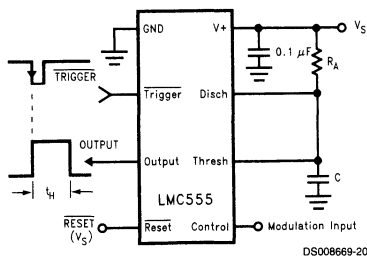 GND
V+
V_S
0.1 μF
R_A
TRIGGER
Trigger
Disch
OUTPUT
Output
Thresh
C
t_H
LMC555
RESET
(V_S)
Reset
Control
Modulation Input
DS008669-20